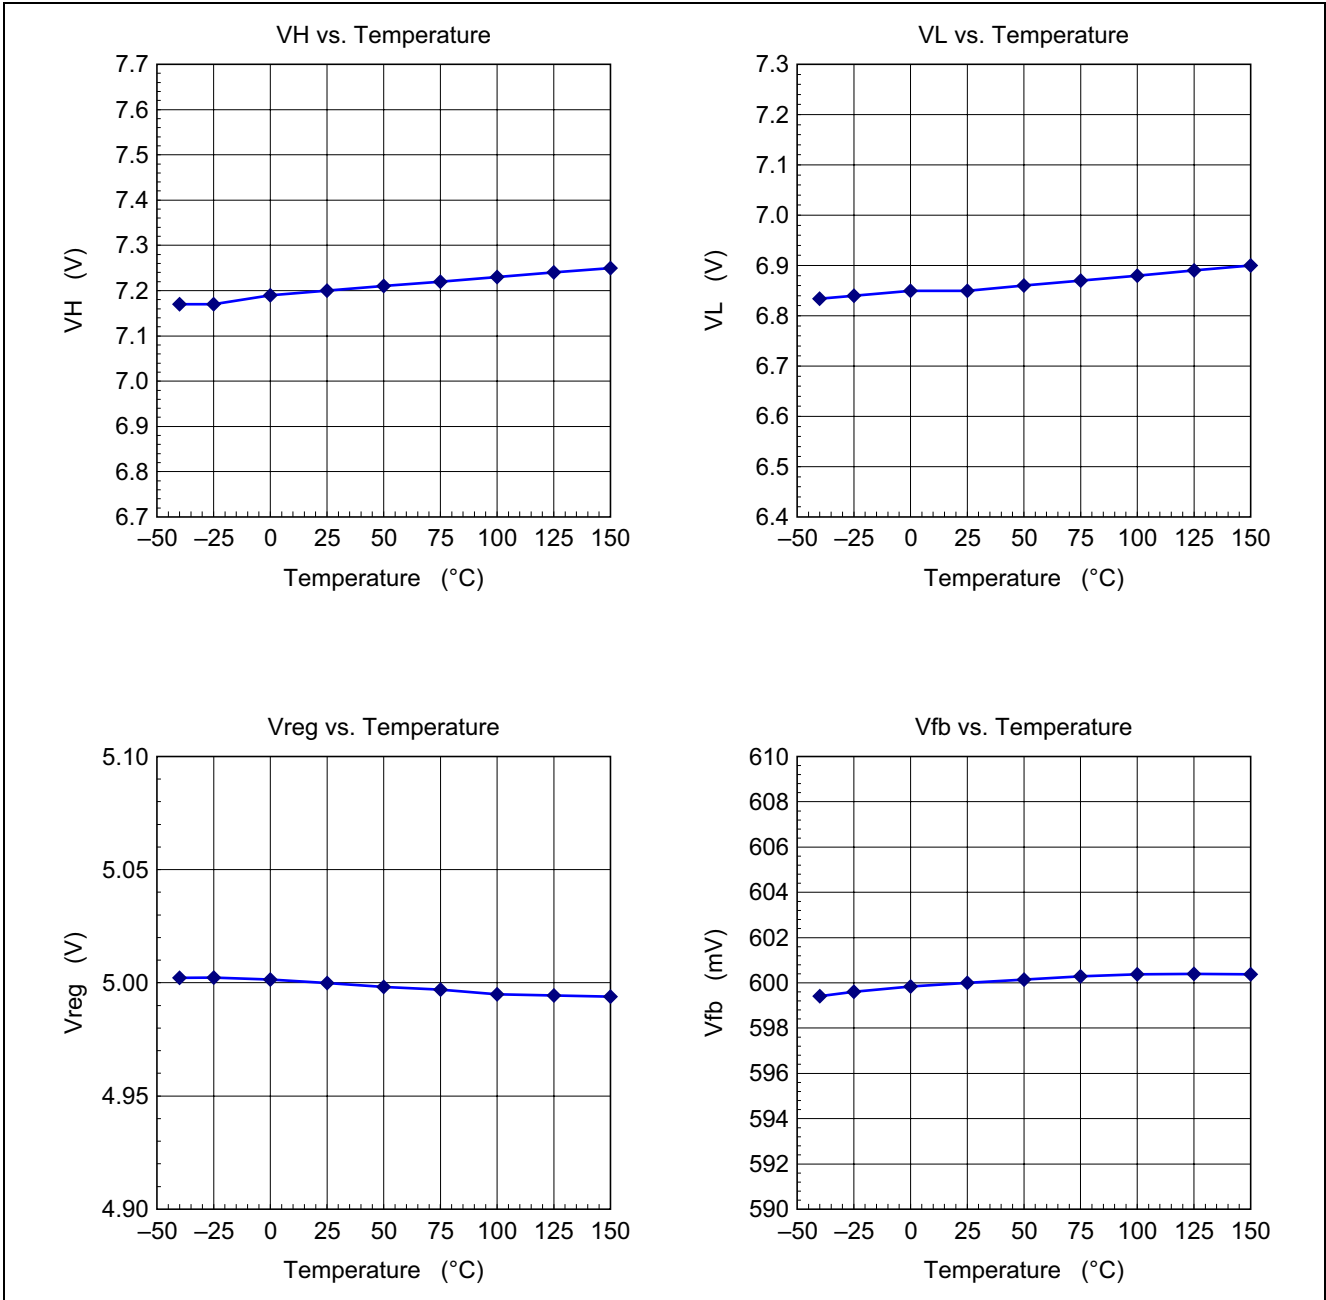 VH vs. Temperature
7.7
7.6
7.5
7.4
7.3
7.2
7.1
7.0
6.9
6.8
6.7
VH (V)
–50 –25 0 25 50 75 100 125 150
Temperature (°C)
VL vs. Temperature
7.3
7.2
7.1
7.0
6.9
6.8
6.7
6.6
6.5
6.4
VL (V)
–50 –25 0 25 50 75 100 125 150
Temperature (°C)
Vreg vs. Temperature
5.10
5.05
5.00
4.95
4.90
Vreg (V)
–50 –25 0 25 50 75 100 125 150
Temperature (°C)
Vfb vs. Temperature
610
608
606
604
602
600
598
596
594
592
590
Vfb (mV)
–50 –25 0 25 50 75 100 125 150
Temperature (°C)